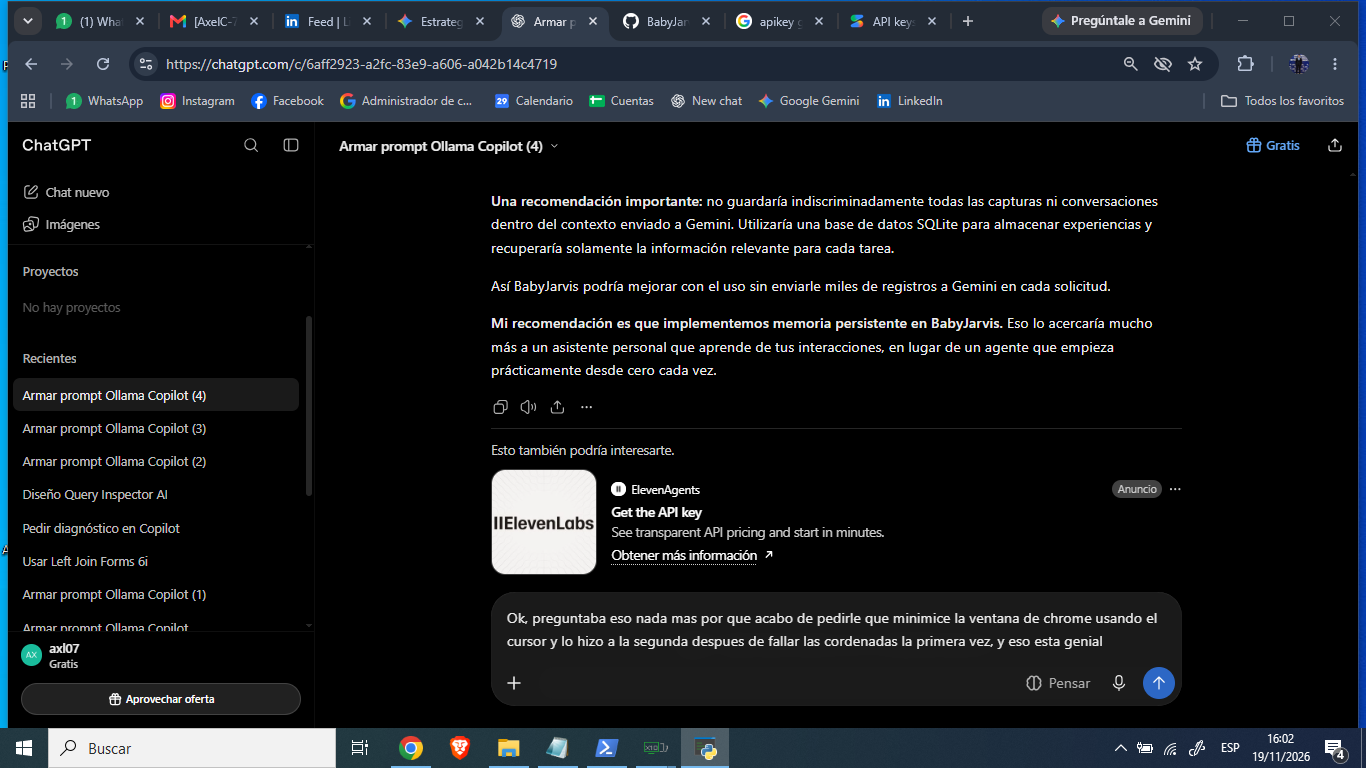 (1) Wha
[AxelC-7
Feed | L
Estrateg
Armar p
BabyJar
apikey g
API key
Pregúntale a Gemini
https://chatgpt.com/c/6aff2923-a2fc-83e9-a606-a042b14c4719
WhatsApp
Instagram
Facebook
Administrador de c...
Calendario
Cuentas
New chat
Google Gemini
LinkedIn
Todos los favoritos
ChatGPT
Armar prompt Ollama Copilot (4)
Gratis
Chat nuevo
Imágenes
Proyectos
No hay proyectos
Recientes
Armar prompt Ollama Copilot (4)
Armar prompt Ollama Copilot (3)
Armar prompt Ollama Copilot (2)
Diseño Query Inspector AI
Pedir diagnóstico en Copilot
Usar Left Join Forms 6i
Armar prompt Ollama Copilot (1)
Armar prompt Ollama Copilot
AX
axl07
Gratis
Aprovechar oferta
Una recomendación importante: no guardaría indiscriminadamente todas las capturas ni conversaciones
dentro del contexto enviado a Gemini. Utilizaría una base de datos SQLite para almacenar experiencias y
recuperaría solamente la información relevante para cada tarea.
Así BabyJarvis podría mejorar con el uso sin enviarle miles de registros a Gemini en cada solicitud.
Mi recomendación es que implementemos memoria persistente en BabyJarvis. Eso lo acercaría mucho
más a un asistente personal que aprende de tus interacciones, en lugar de un agente que empieza
prácticamente desde cero cada vez.
Esto también podría interesarte.
IIElevenLabs
ElevenAgents
Anuncio
Get the API key
See transparent API pricing and start in minutes.
Obtener más información
Ok, preguntaba eso nada mas por que acabo de pedirle que minimice la ventana de chrome usando el
cursor y lo hizo a la segunda despues de fallar las cordenadas la primera vez, y eso esta genial
Pensar
Buscar
ESP
16:02
19/11/2026
4